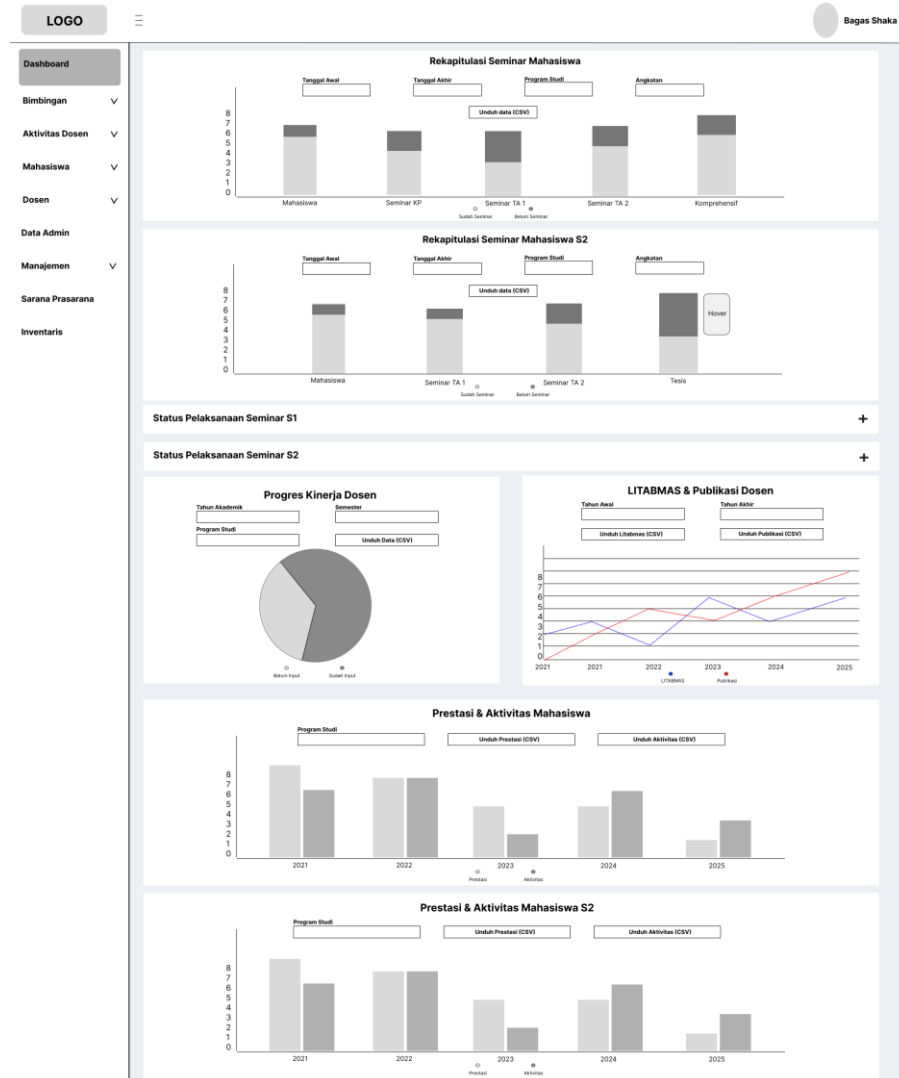 LOGO
Bagas Shaka
Dashboard
Bimbingan V
Aktivitas Dosen V
Mahasiswa V
Dosen V
Data Admin
Manajemen V
Sarana Prasarana
Inventaris
Rekapitulasi Seminar Mahasiswa
Tanggal Awal Tanggal Akhir Program Studi Angkatan
Unduh data (CSV)
8
7
6
5
4
3
2
1
0
Mahasiswa Seminar KP Seminar TA 1 Seminar TA 2 Komprehensif
Sudah Seminar Belum Seminar
Rekapitulasi Seminar Mahasiswa S2
Tanggal Awal Tanggal Akhir Program Studi Angkatan
Unduh data (CSV)
8
7
6
5
4
3
2
1
0
Hover
Mahasiswa Seminar TA 1 Seminar TA 2 Tesis
Sudah Seminar Belum Seminar
Status Pelaksanaan Seminar S1 +
Status Pelaksanaan Seminar S2 +
Progres Kinerja Dosen
Tahun Akademik Semester
Program Studi
Unduh Data (CSV)
Belum Input Sudah Input
LITABMAS & Publikasi Dosen
Tahun Awal Tahun Akhir
Unduh Litabmas (CSV) Unduh Publikasi (CSV)
8
7
6
5
4
3
2
1
0
2021 2021 2022 2023 2024 2025
LITABMAS Publikasi
Prestasi & Aktivitas Mahasiswa
Program Studi
Unduh Prestasi (CSV) Unduh Aktivitas (CSV)
8
7
6
5
4
3
2
1
0
2021 2022 2023 2024 2025
Prestasi Aktivitas
Prestasi & Aktivitas Mahasiswa S2
Program Studi
Unduh Prestasi (CSV) Unduh Aktivitas (CSV)
8
7
6
5
4
3
2
1
0
2021 2022 2023 2024 2025
Prestasi Aktivitas